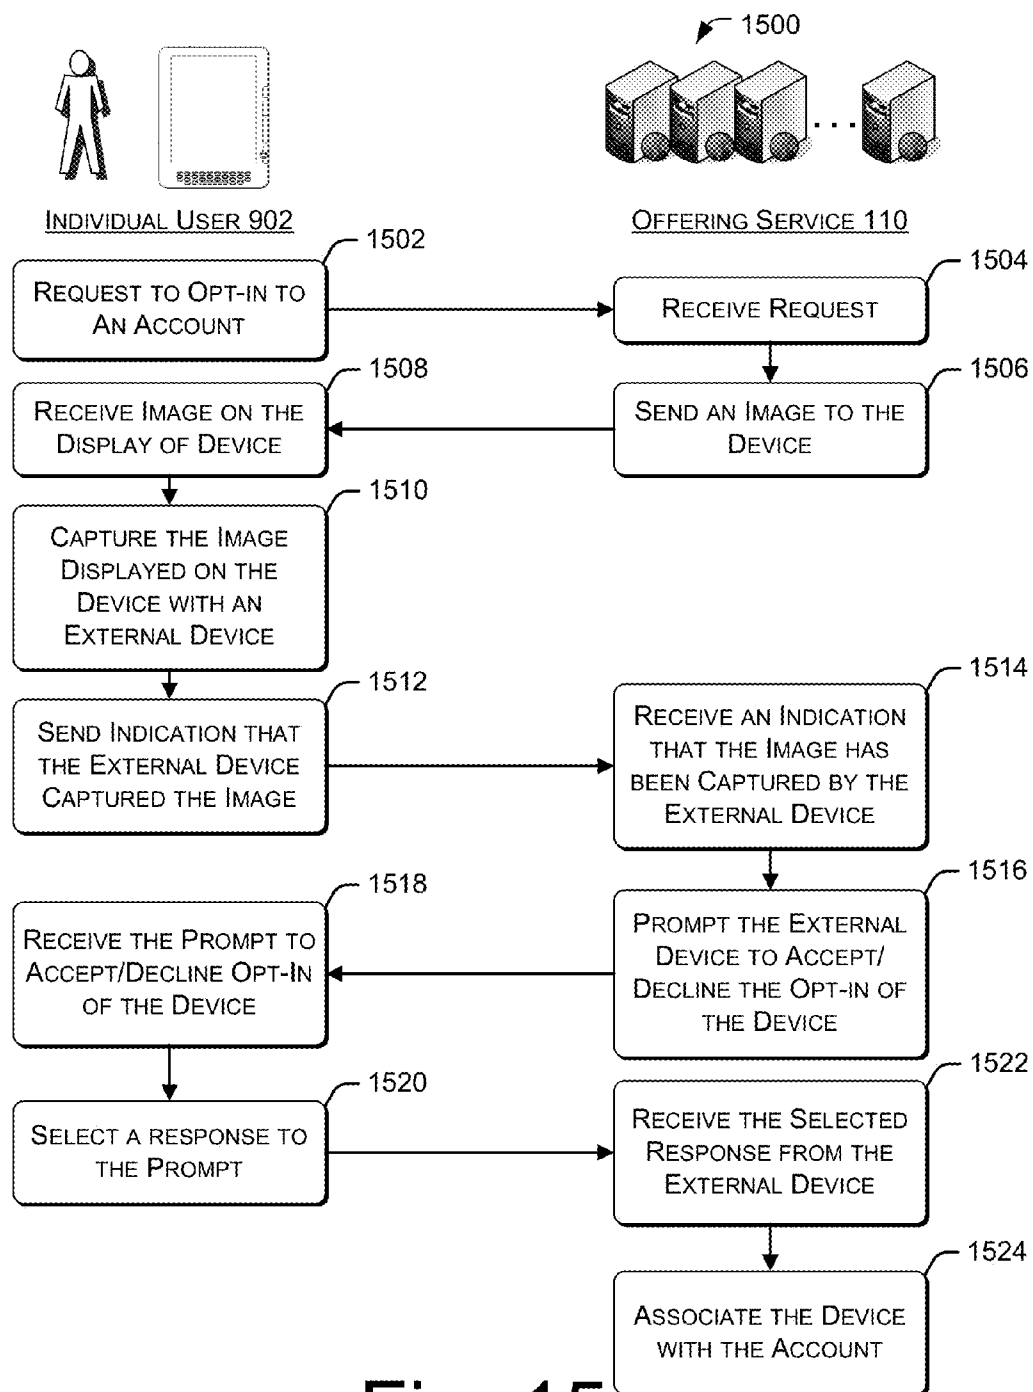 1500
INDIVIDUAL USER 902
OFFERING SERVICE 110
1502
REQUEST TO OPT-IN TO
AN ACCOUNT
1504
RECEIVE REQUEST
1506
SEND AN IMAGE TO THE
DEVICE
1508
RECEIVE IMAGE ON THE
DISPLAY OF DEVICE
1510
CAPTURE THE IMAGE
DISPLAYED ON THE
DEVICE WITH AN
EXTERNAL DEVICE
1512
SEND INDICATION THAT
THE EXTERNAL DEVICE
CAPTURED THE IMAGE
1514
RECEIVE AN INDICATION
THAT THE IMAGE HAS
BEEN CAPTURED BY THE
EXTERNAL DEVICE
1516
PROMPT THE EXTERNAL
DEVICE TO ACCEPT/
DECLINE THE OPT-IN OF
THE DEVICE
1518
RECEIVE THE PROMPT TO
ACCEPT/DECLINE OPT-IN
OF THE DEVICE
1520
SELECT A RESPONSE TO
THE PROMPT
1522
RECEIVE THE SELECTED
RESPONSE FROM THE
EXTERNAL DEVICE
1524
ASSOCIATE THE DEVICE
WITH THE ACCOUNT